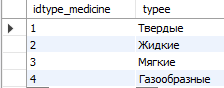 idtype_medicine typee
1 Твердые
2 Жидкие
3 Мягкие
4 Газообразные